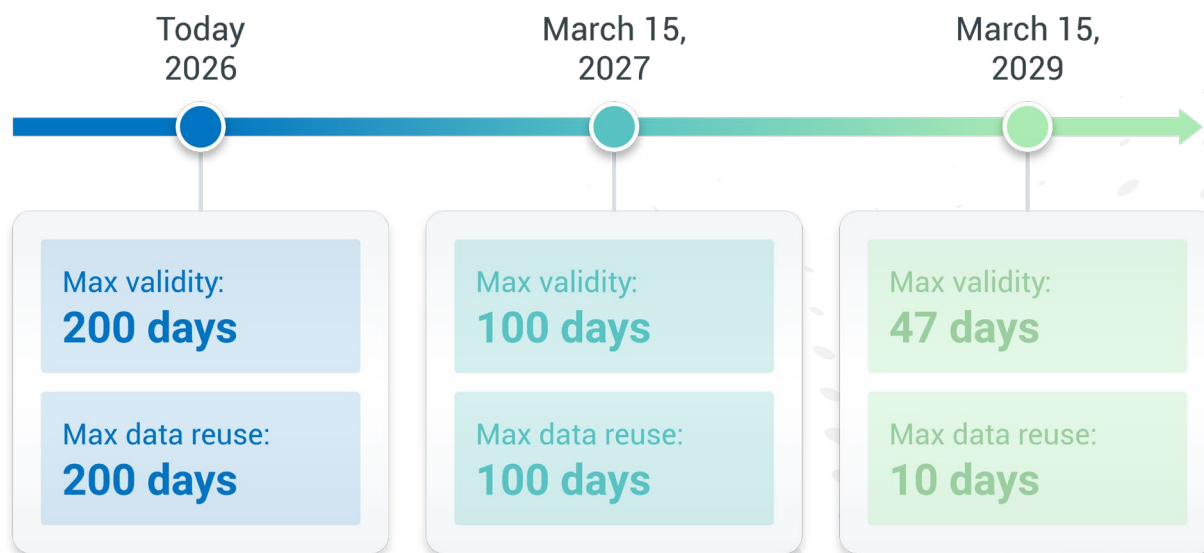 Today
2026
March 15,
2027
March 15,
2029
Max validity:
200 days
Max data reuse:
200 days
Max validity:
100 days
Max data reuse:
100 days
Max validity:
47 days
Max data reuse:
10 days